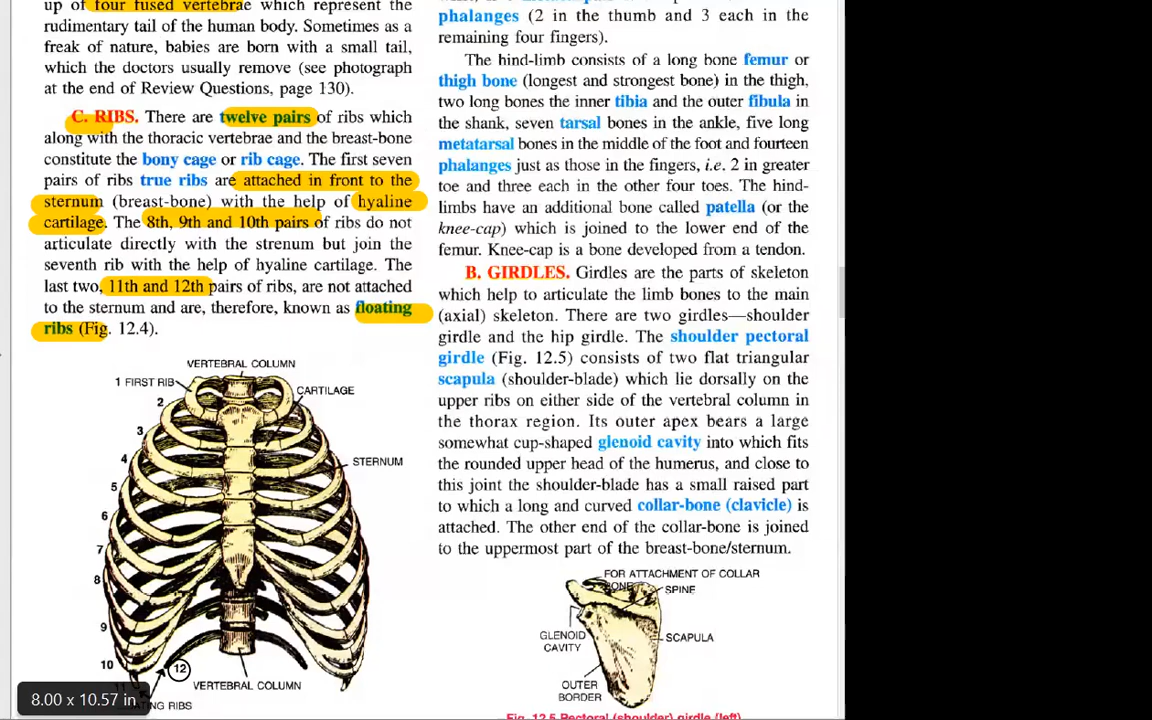 up of four fused vertebrae which represent the
rudimentary tail of the human body. Sometimes as a
freak of nature, babies are born with a small tail,
which the doctors usually remove (see photograph
at the end of Review Questions, page 130).
C. RIBS. There are twelve pairs of ribs which
along with the thoracic vertebrae and the breast-bone
constitute the bony cage or rib cage. The first seven
pairs of ribs true ribs are attached in front to the
sternum (breast-bone) with the help of hyaline
cartilage. The 8th, 9th and 10th pairs of ribs do not
articulate directly with the strenum but join the
seventh rib with the help of hyaline cartilage. The
last two, 11th and 12th pairs of ribs, are not attached
to the sternum and are, therefore, known as floating
ribs (Fig. 12.4).
VERTEBRAL COLUMN
1 FIRST RIB
CARTILAGE
2
3
4
STERNUM
5
6
7
8
9
10
12
VERTEBRAL COLUMN
RIBS
8.00 x 10.57 in
phalanges (2 in the thumb and 3 each in the
remaining four fingers).
The hind-limb consists of a long bone femur or
thigh bone (longest and strongest bone) in the thigh,
two long bones the inner tibia and the outer fibula in
the shank, seven tarsal bones in the ankle, five long
metatarsal bones in the middle of the foot and fourteen
phalanges just as those in the fingers, i.e. 2 in greater
toe and three each in the other four toes. The hind-
limbs have an additional bone called patella (or the
knee-cap) which is joined to the lower end of the
femur. Knee-cap is a bone developed from a tendon.
B. GIRDLES. Girdles are the parts of skeleton
which help to articulate the limb bones to the main
(axial) skeleton. There are two girdles—shoulder
girdle and the hip girdle. The shoulder pectoral
girdle (Fig. 12.5) consists of two flat triangular
scapula (shoulder-blade) which lie dorsally on the
upper ribs on either side of the vertebral column in
the thorax region. Its outer apex bears a large
somewhat cup-shaped glenoid cavity into which fits
the rounded upper head of the humerus, and close to
this joint the shoulder-blade has a small raised part
to which a long and curved collar-bone (clavicle) is
attached. The other end of the collar-bone is joined
to the uppermost part of the breast-bone/sternum.
FOR ATTACHMENT OF COLLAR
BONE
SPINE
GLENOID
CAVITY
SCAPULA
OUTER
BORDER
Fig. 12.5 Pectoral (shoulder) girdle (left)